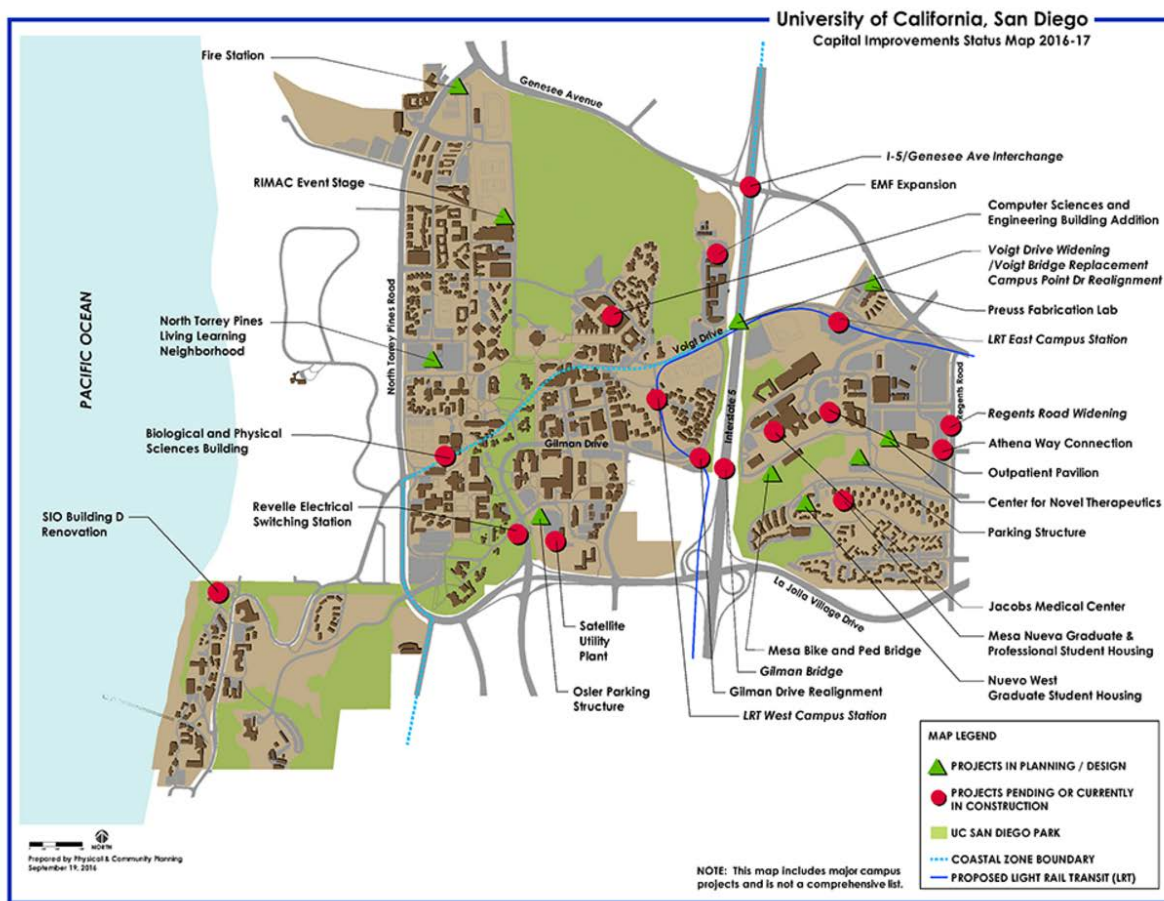 University of California, San Diego
Capital Improvements Status Map 2016-17
Fire Station
Genesee Avenue
I-5/Genesee Ave Interchange
RIMAC Event Stage
EMF Expansion
Computer Sciences and
Engineering Building Addition
Voigt Drive Widening
/Voigt Bridge Replacement
Campus Point Dr Realignment
PACIFIC OCEAN
North Torrey Pines Road
North Torrey Pines
Living Learning
Neighborhood
Voigt Drive
Preuss Fabrication Lab
LRT East Campus Station
Interstate 5
Regents Road
Regents Road Widening
Biological and Physical
Sciences Building
Gilman Drive
Athena Way Connection
Outpatient Pavilion
Revelle Electrical
Switching Station
Center for Novel Therapeutics
SIO Building D
Renovation
Parking Structure
La Jolla Village Drive
Jacobs Medical Center
Satellite
Utility
Plant
Mesa Bike and Ped Bridge
Mesa Nueva Graduate &
Professional Student Housing
Gilman Bridge
Osler Parking
Structure
Gilman Drive Realignment
Nuevo West
Graduate Student Housing
LRT West Campus Station
MAP LEGEND
PROJECTS IN PLANNING / DESIGN
PROJECTS PENDING OR CURRENTLY
IN CONSTRUCTION
UC SAN DIEGO PARK
COASTAL ZONE BOUNDARY
PROPOSED LIGHT RAIL TRANSIT (LRT)
NORTH
Prepared by Physical & Community Planning
September 19, 2016
NOTE: This map includes major campus
projects and is not a comprehensive list.